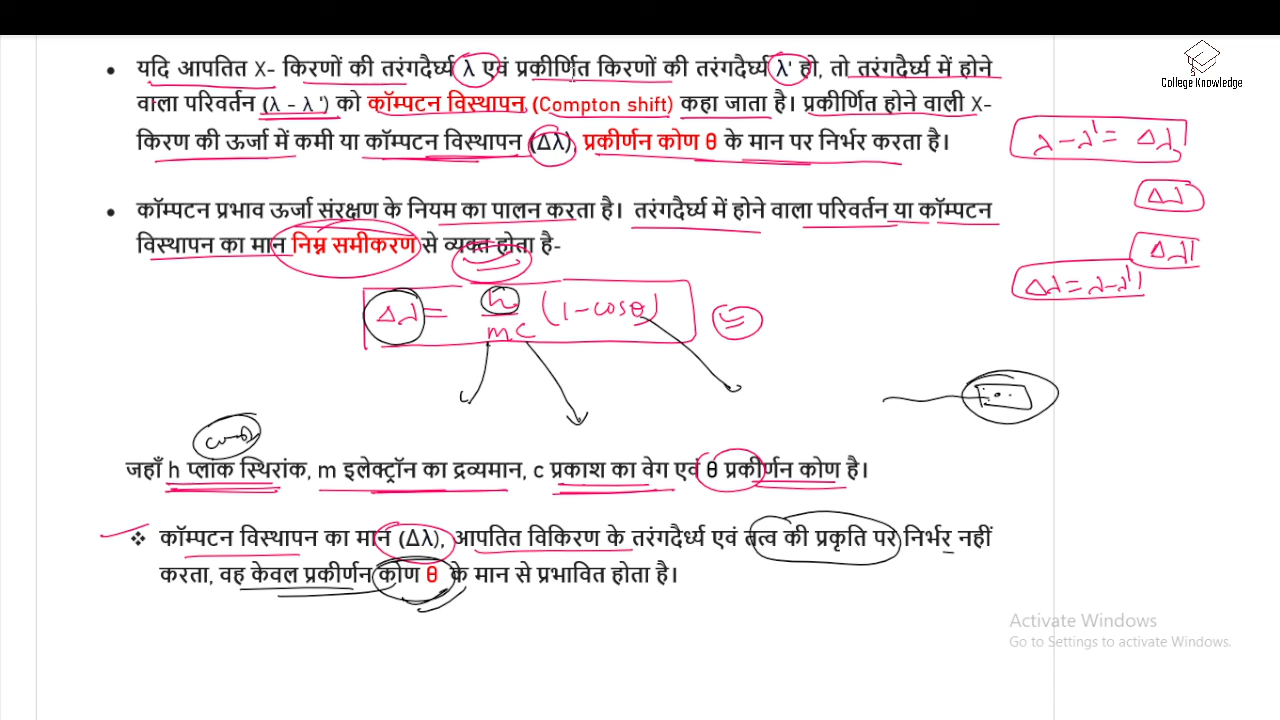 • यदि आपतित X- किरणों की तरंगदैर्घ्य λ एवं प्रकीर्णित किरणों की तरंगदैर्घ्य λ' हो, तो तरंगदैर्घ्य में होने
वाला परिवर्तन (λ - λ') को कॉम्पटन विस्थापन (Compton shift) कहा जाता है। प्रकीर्णित होने वाली X-
किरण की ऊर्जा में कमी या कॉम्पटन विस्थापन (Δλ), प्रकीर्णन कोण θ के मान पर निर्भर करता है।
College Knowledge
λ - λ' = Δλ
Δλ
• कॉम्पटन प्रभाव ऊर्जा संरक्षण के नियम का पालन करता है। तरंगदैर्घ्य में होने वाला परिवर्तन या कॉम्पटन
विस्थापन का मान निम्न समीकरण से व्यक्त होता है-
Δλ
Δλ = λ - λ'
Δλ = h/mc (1 - cosθ)
जहाँ h प्लांक स्थिरांक, m इलेक्ट्रॉन का द्रव्यमान, c प्रकाश का वेग एवं θ प्रकीर्णन कोण है।
❖ कॉम्पटन विस्थापन का मान (Δλ), आपतित विकिरण के तरंगदैर्ध्य एवं तत्व की प्रकृति पर निर्भर नहीं
करता, वह केवल प्रकीर्णन कोण θ के मान से प्रभावित होता है।
Activate Windows
Go to Settings to activate Windows.